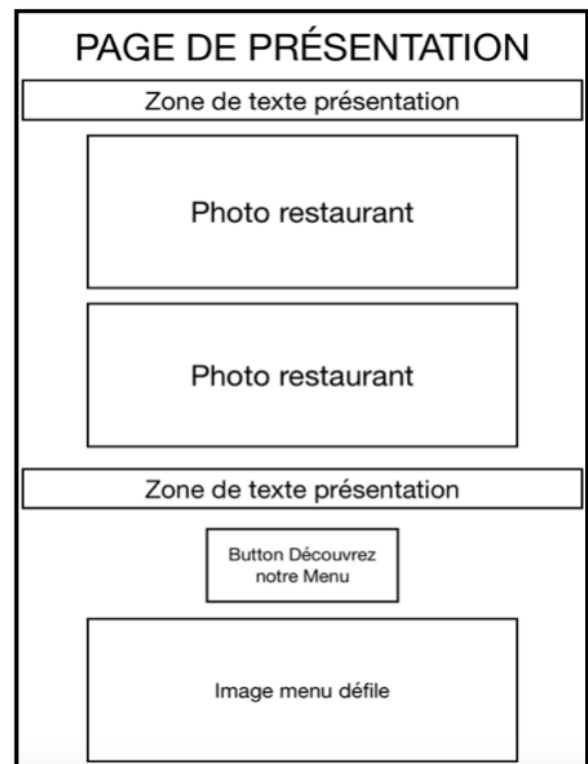 PAGE DE PRÉSENTATION
Zone de texte présentation
Photo restaurant
Photo restaurant
Zone de texte présentation
Button Découvrez
notre Menu
Image menu défile